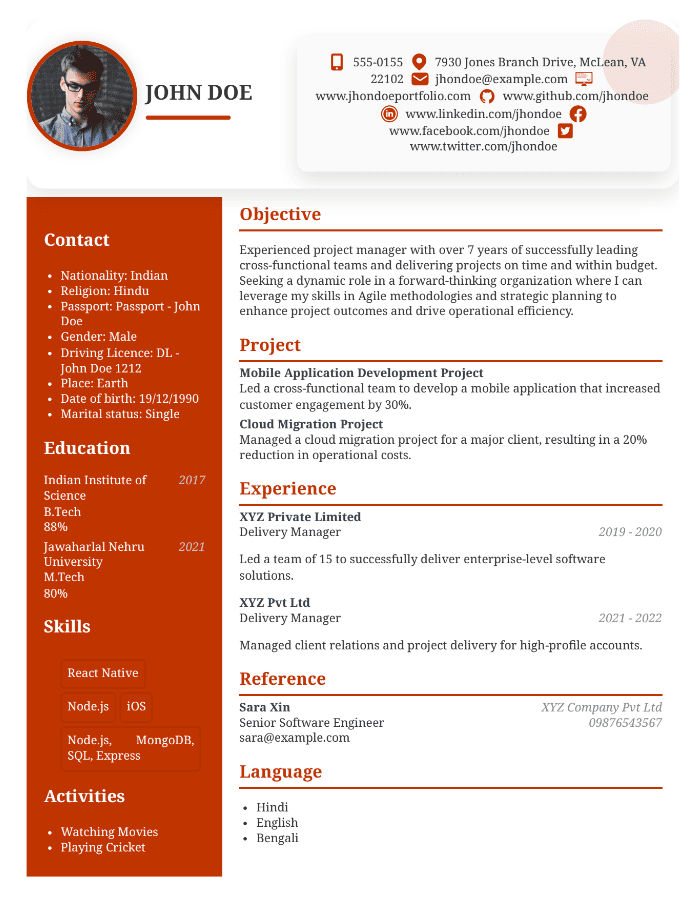 JOHN DOE
555-0155 7930 Jones Branch Drive, McLean, VA
22102 jhondoe@example.com
www.jhondoeportfolio.com www.github.com/jhondoe
www.linkedin.com/jhondoe
www.facebook.com/jhondoe
www.twitter.com/jhondoe
Contact
• Nationality: Indian
• Religion: Hindu
• Passport: Passport - John
Doe
• Gender: Male
• Driving Licence: DL -
John Doe 1212
• Place: Earth
• Date of birth: 19/12/1990
• Marital status: Single
Education
Indian Institute of 2017
Science
B.Tech
88%
Jawaharlal Nehru 2021
University
M.Tech
80%
Skills
React Native
Node.js iOS
Node.js, MongoDB,
SQL, Express
Activities
• Watching Movies
• Playing Cricket
Objective
Experienced project manager with over 7 years of successfully leading
cross-functional teams and delivering projects on time and within budget.
Seeking a dynamic role in a forward-thinking organization where I can
leverage my skills in Agile methodologies and strategic planning to
enhance project outcomes and drive operational efficiency.
Project
Mobile Application Development Project
Led a cross-functional team to develop a mobile application that increased
customer engagement by 30%.
Cloud Migration Project
Managed a cloud migration project for a major client, resulting in a 20%
reduction in operational costs.
Experience
XYZ Private Limited
Delivery Manager 2019 - 2020
Led a team of 15 to successfully deliver enterprise-level software
solutions.
XYZ Pvt Ltd
Delivery Manager 2021 - 2022
Managed client relations and project delivery for high-profile accounts.
Reference
Sara Xin XYZ Company Pvt Ltd
Senior Software Engineer 09876543567
sara@example.com
Language
• Hindi
• English
• Bengali